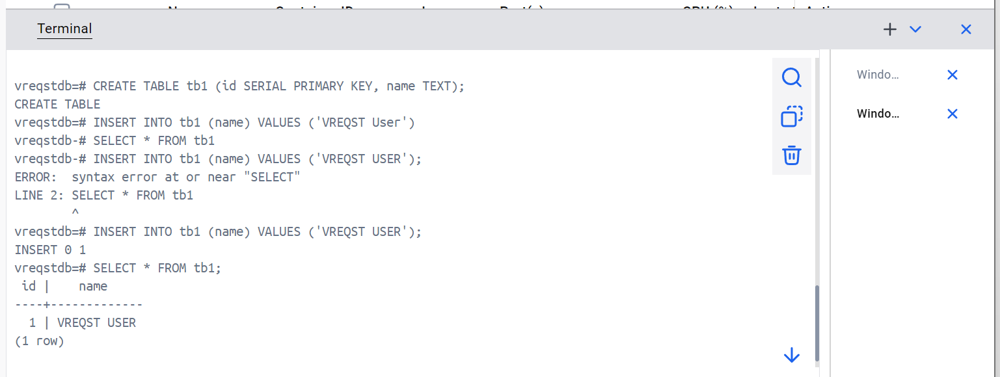 Terminal
vreqstdb=# CREATE TABLE tb1 (id SERIAL PRIMARY KEY, name TEXT);
CREATE TABLE
vreqstdb=# INSERT INTO tb1 (name) VALUES ('VREQST User')
vreqstdb-# SELECT * FROM tb1
vreqstdb-# INSERT INTO tb1 (name) VALUES ('VREQST USER');
ERROR:  syntax error at or near "SELECT"
LINE 2: SELECT * FROM tb1
        ^
vreqstdb=# INSERT INTO tb1 (name) VALUES ('VREQST USER');
INSERT 0 1
vreqstdb=# SELECT * FROM tb1;
 id |    name
----+-------------
  1 | VREQST USER
(1 row)
Windo...
Windo...